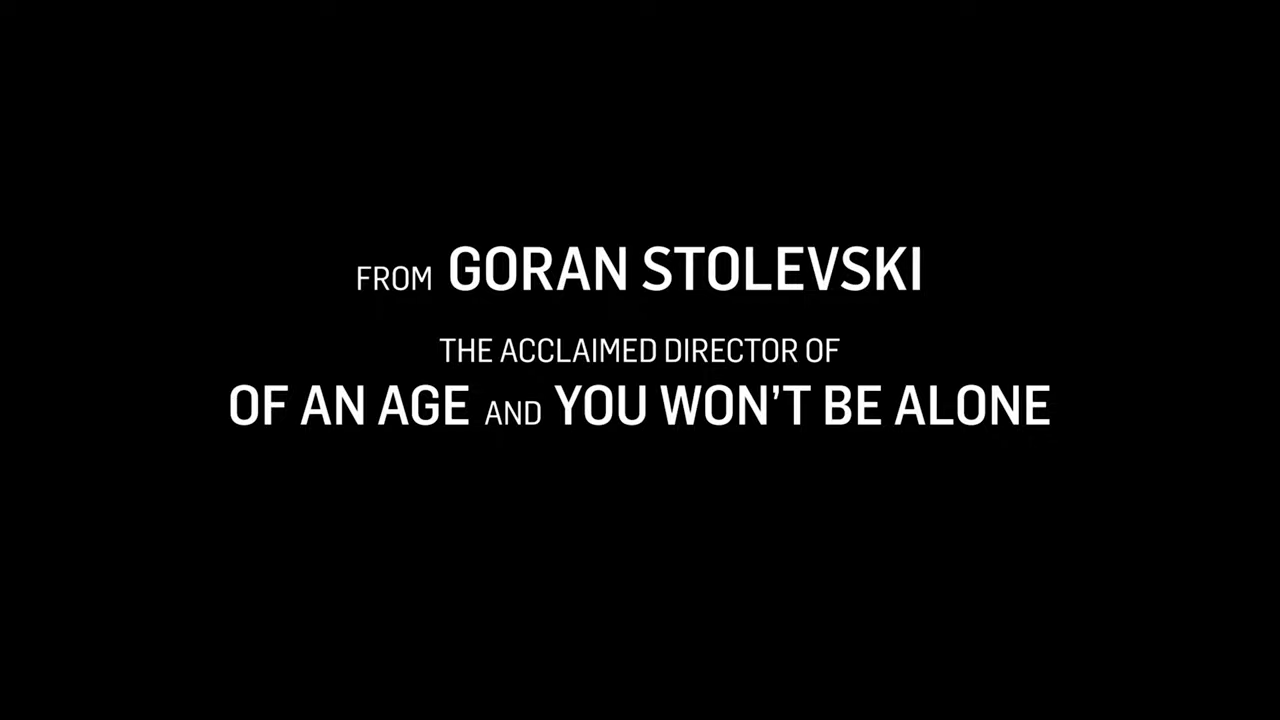 FROM GORAN STOLEVSKI
THE ACCLAIMED DIRECTOR OF
OF AN AGE AND YOU WON’T BE ALONE